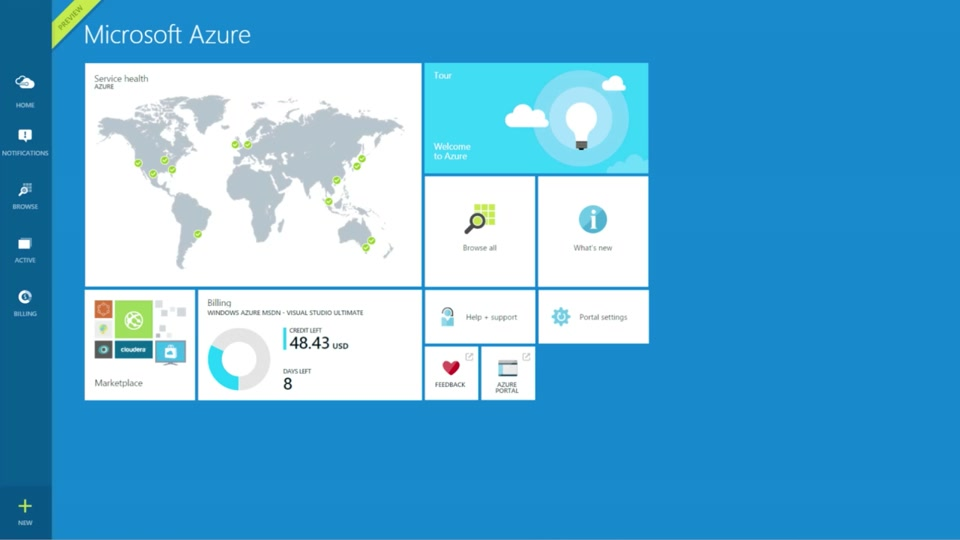 PREVIEW
Microsoft Azure
HOME
NOTIFICATIONS
BROWSE
ACTIVE
BILLING
NEW
Service health
AZURE
Tour
Welcome
to Azure
Browse all
What's new
Marketplace
cloudera
Billing
WINDOWS AZURE MSDN - VISUAL STUDIO ULTIMATE
CREDIT LEFT
48.43 USD
DAYS LEFT
8
Help + support
Portal settings
FEEDBACK
AZURE
PORTAL